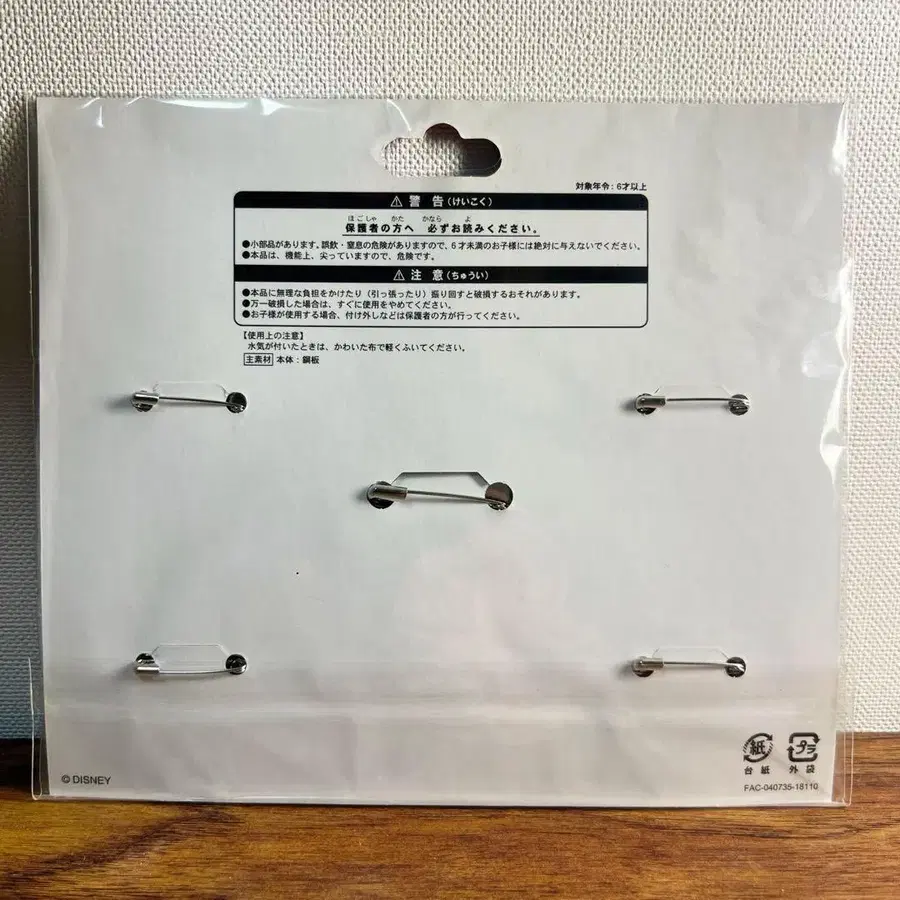 対象年令：6才以上
⚠ 警告(けいこく)
ほごしゃ かた かなら よ
保護者の方へ 必ずお読みください。
●小部品があります。誤飲・窒息の危険がありますので、6才未満のお子様には絶対に与えないでください。
●本品は、機能上、尖っていますので、危険です。
⚠ 注意(ちゅうい)
●本品に無理な負担をかけたり（引っ張ったり）振り回すと破損するおそれがあります。
●万一破損した場合は、すぐに使用をやめてください。
●お子様が使用する場合、付け外しなどは保護者の方が行ってください。
【使用上の注意】
水気が付いたときは、かわいた布で軽くふいてください。
主素材 本体：鋼板
紙 プラ
台紙 外袋
© DISNEY
FAC-040735-18110